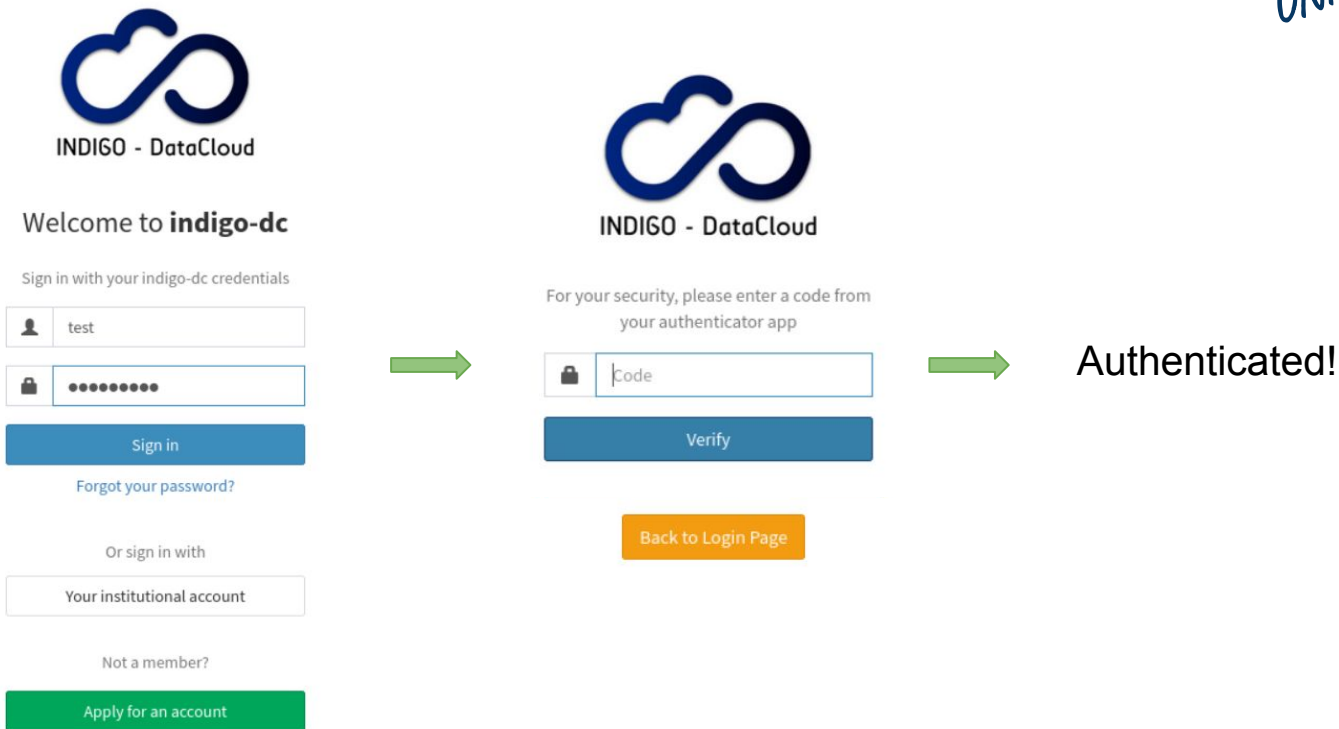 INDIGO - DataCloud
Welcome to indigo-dc
Sign in with your indigo-dc credentials
test
•••••••••
Sign in
Forgot your password?
Or sign in with
Your institutional account
Not a member?
Apply for an account
INDIGO - DataCloud
For your security, please enter a code from
your authenticator app
Code
Verify
Back to Login Page
Authenticated!